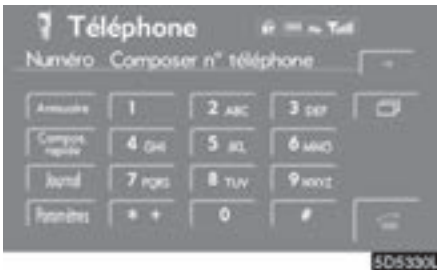 Téléphone
Numéro Composer n° téléphone
Annuaire 1 2 ABC 3 DEF
Compos. rapide 4 GHI 5 JKL 6 MNO
Journal 7 PQRS 8 TUV 9 WXYZ
Paramètres * + 0 #
5D5330L